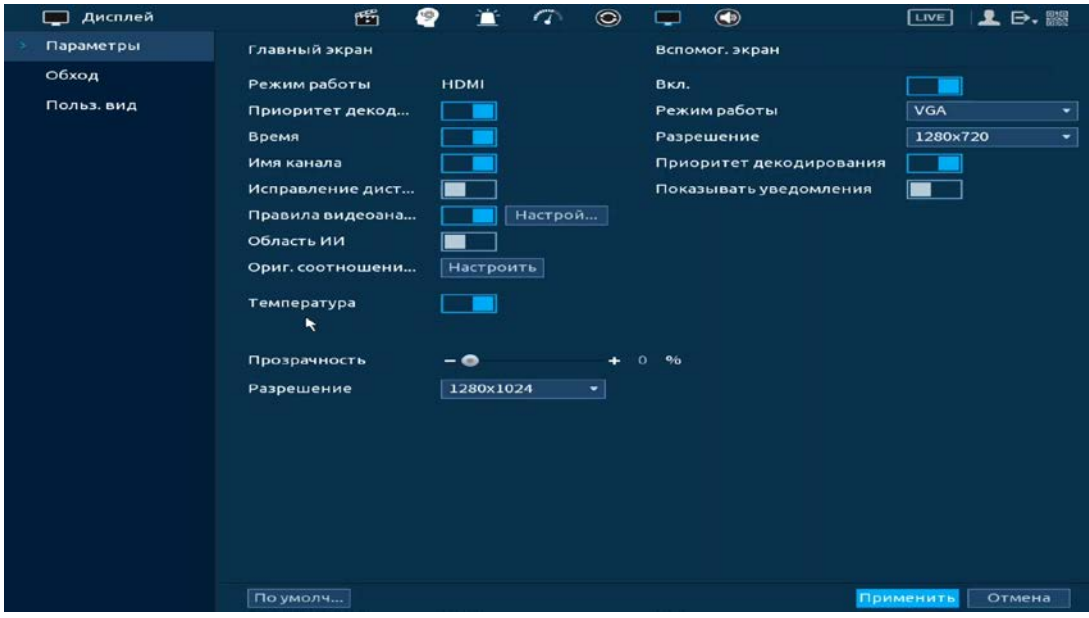 Дисплей LIVE
Параметры
Обход
Польз. вид
Главный экран
Режим работы HDMI
Приоритет декод...
Время
Имя канала
Исправление дист...
Правила видеоана... Настрой...
Область ИИ
Ориг. соотношени... Настроить
Температура
Прозрачность − + 0 %
Разрешение 1280x1024
Вспомог. экран
Вкл.
Режим работы VGA
Разрешение 1280x720
Приоритет декодирования
Показывать уведомления
По умолч... Применить Отмена